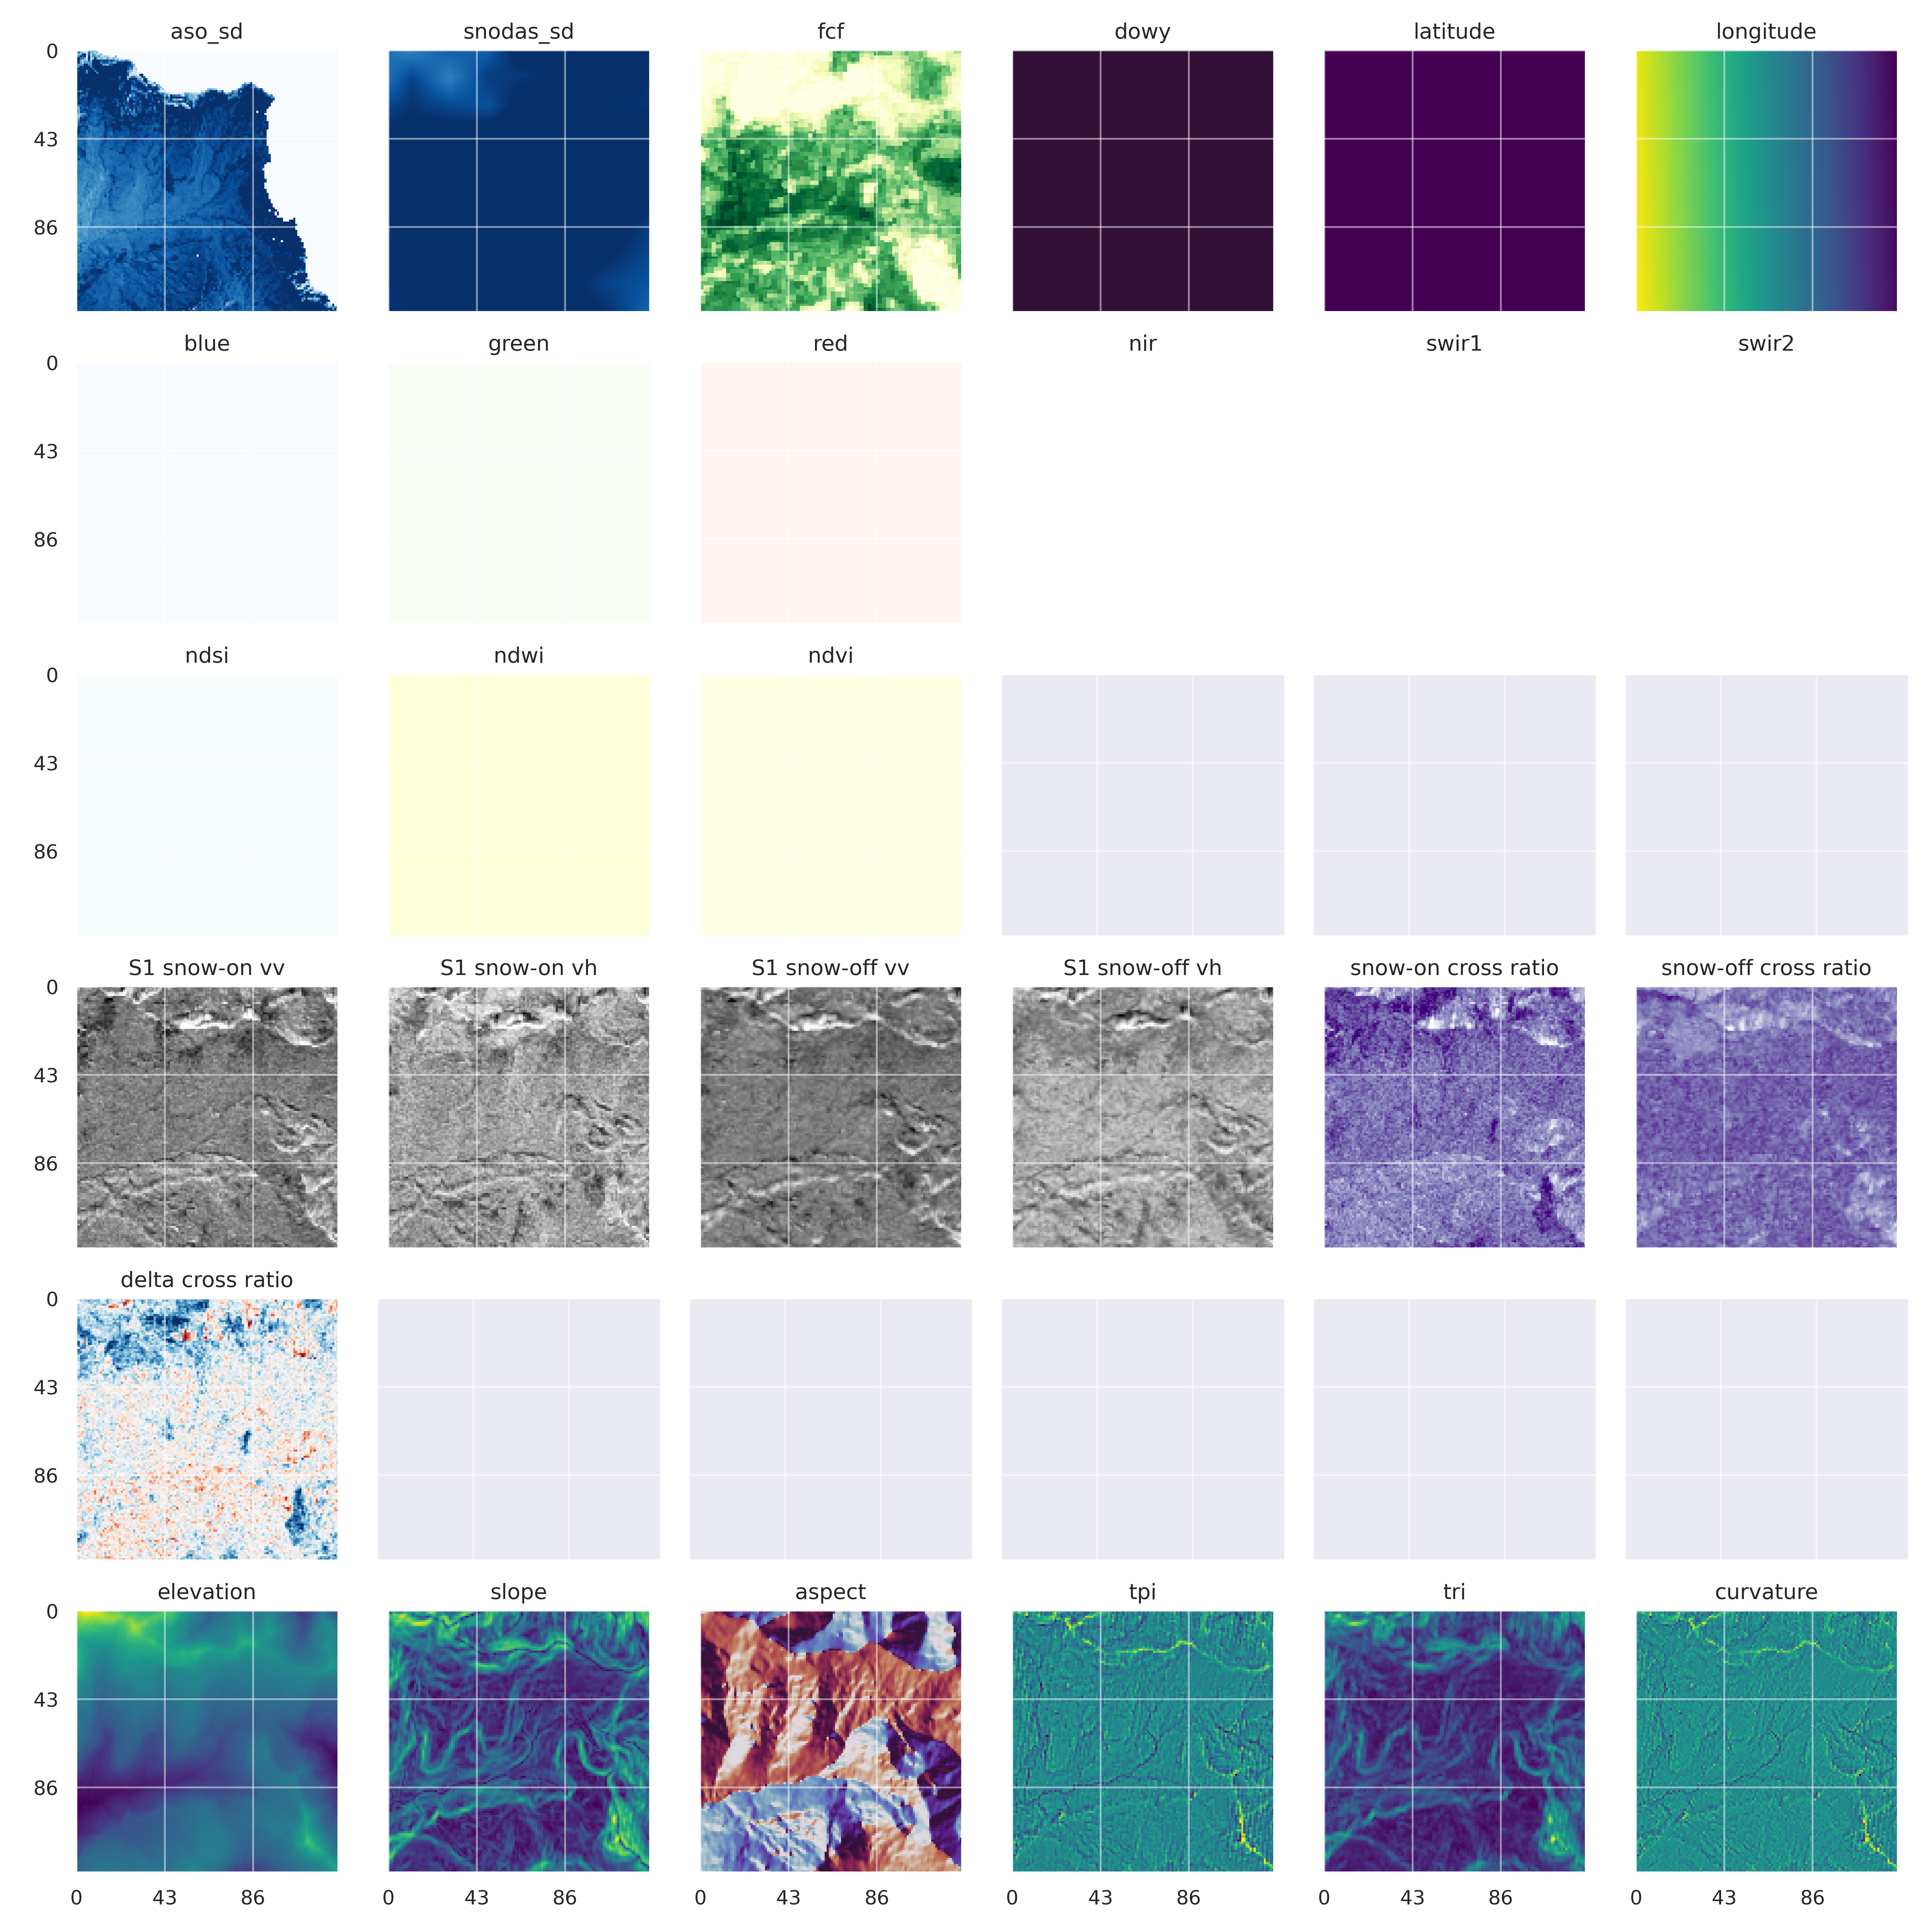 aso_sd snodas_sd fcf dowy latitude longitude
0
43
86
blue green red nir swir1 swir2
0
43
86
ndsi ndwi ndvi
0
43
86
S1 snow-on vv S1 snow-on vh S1 snow-off vv S1 snow-off vh snow-on cross ratio snow-off cross ratio
0
43
86
delta cross ratio
0
43
86
elevation slope aspect tpi tri curvature
0
43
86
0 43 86 0 43 86 0 43 86 0 43 86 0 43 86 0 43 86